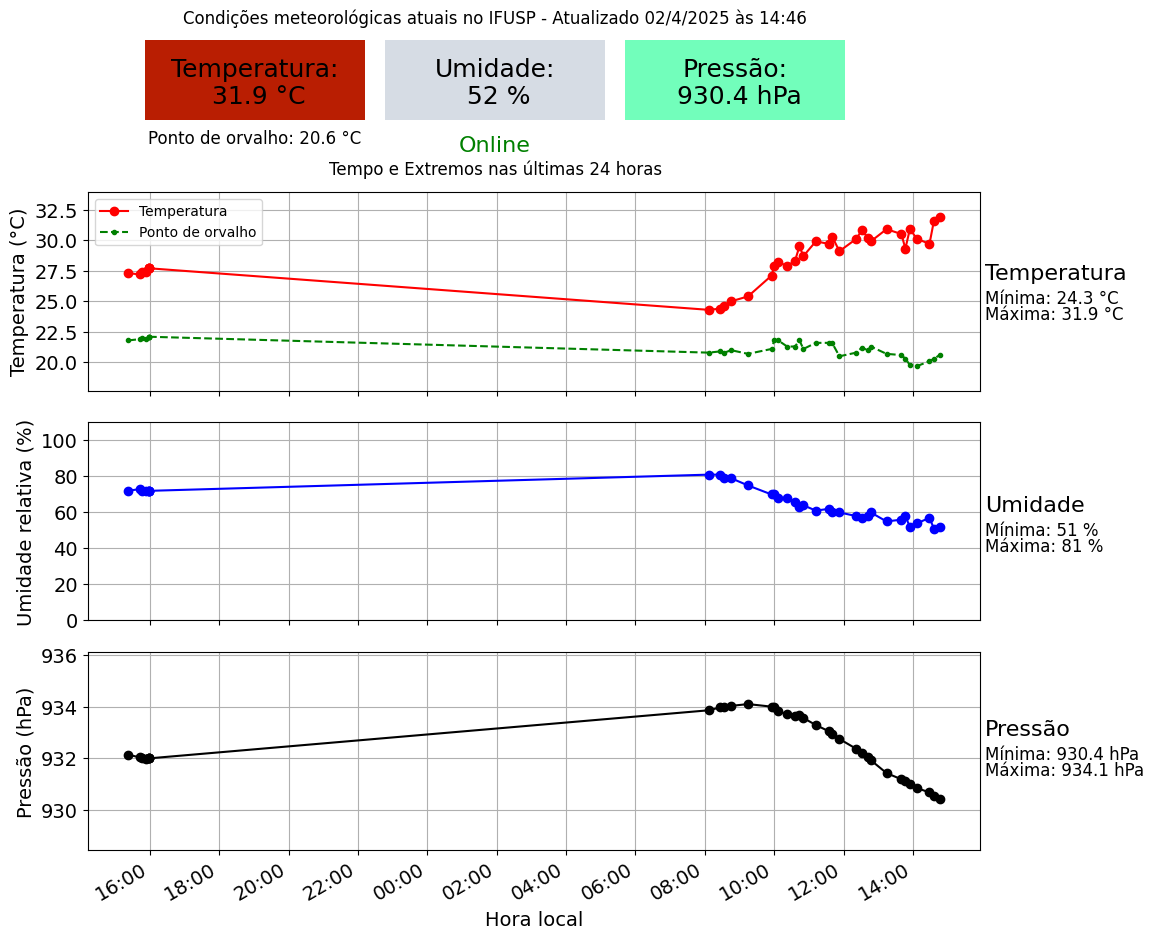 Condições meteorológicas atuais no IFUSP - Atualizado 02/4/2025 às 14:46
Temperatura:
31.9 °C
Umidade:
52 %
Pressão:
930.4 hPa
Ponto de orvalho: 20.6 °C
Online
Tempo e Extremos nas últimas 24 horas
Temperatura (°C)
32.5
30.0
27.5
25.0
22.5
20.0
Temperatura
Ponto de orvalho
Temperatura
Mínima: 24.3 °C
Máxima: 31.9 °C
Umidade relativa (%)
100
80
60
40
20
0
Umidade
Mínima: 51 %
Máxima: 81 %
Pressão (hPa)
936
934
932
930
Pressão
Mínima: 930.4 hPa
Máxima: 934.1 hPa
16:00
18:00
20:00
22:00
00:00
02:00
04:00
06:00
08:00
10:00
12:00
14:00
Hora local